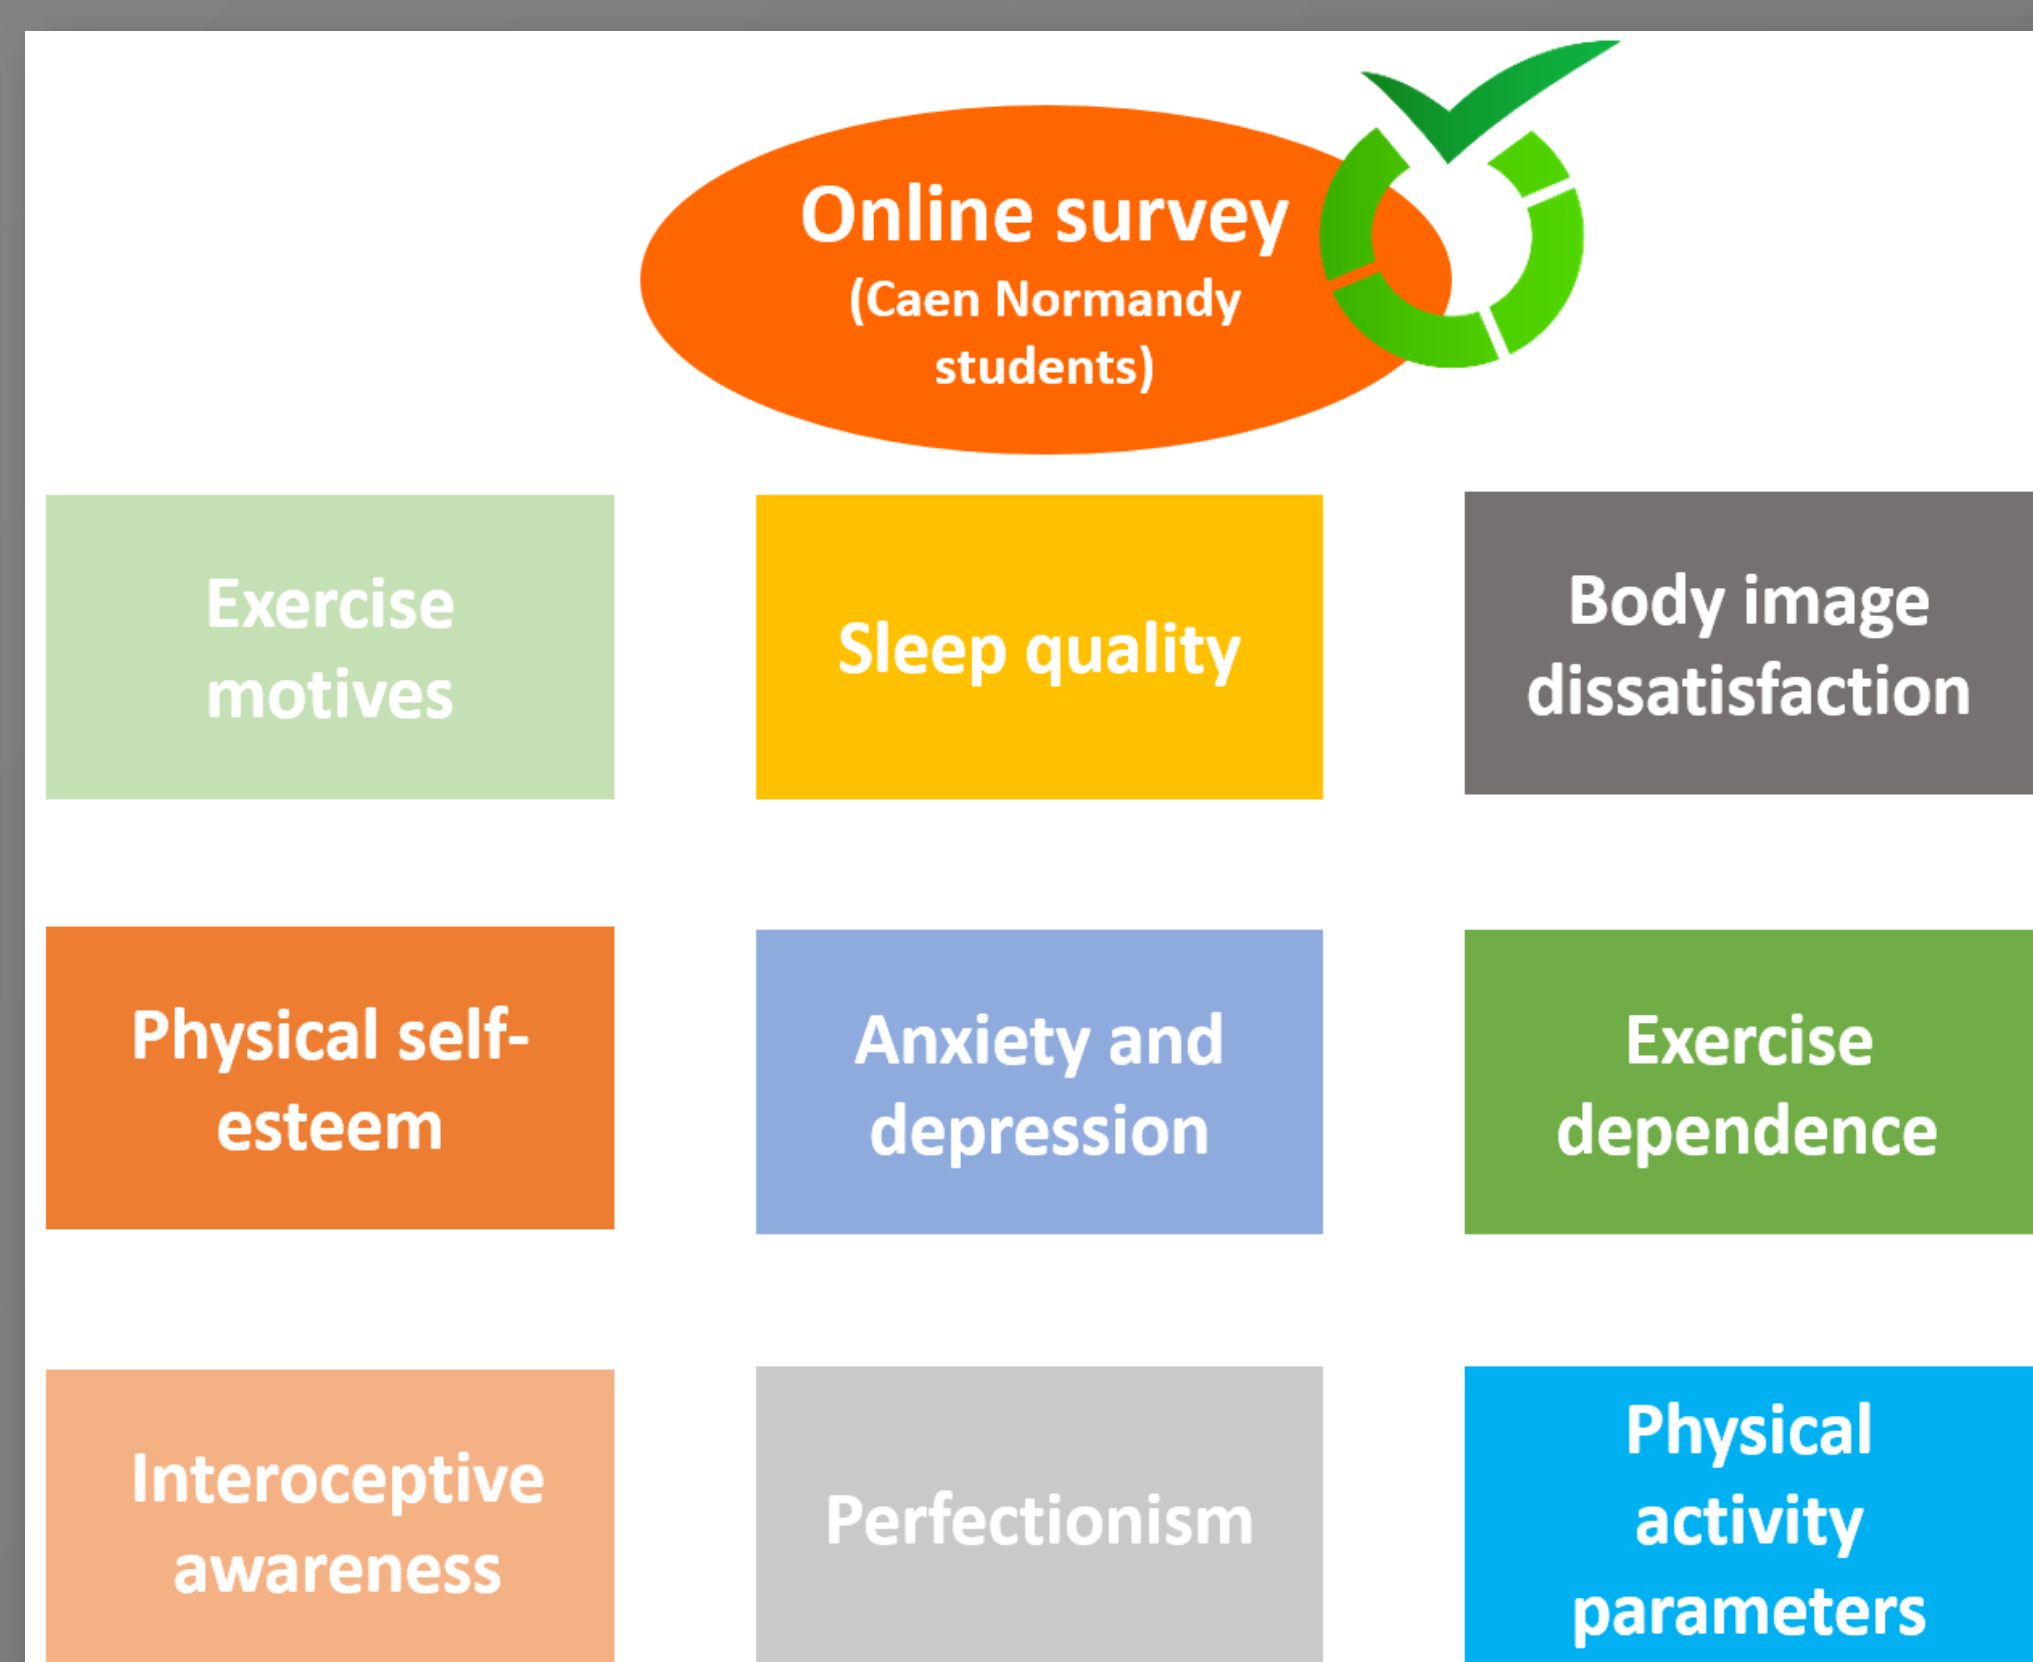 Online survey
(Caen Normandy
students)
Exercise
motives
Sleep quality
Body image
dissatisfaction
Physical self-
esteem
Anxiety and
depression
Exercise
dependence
Interoceptive
awareness
Perfectionism
Physical
activity
parameters